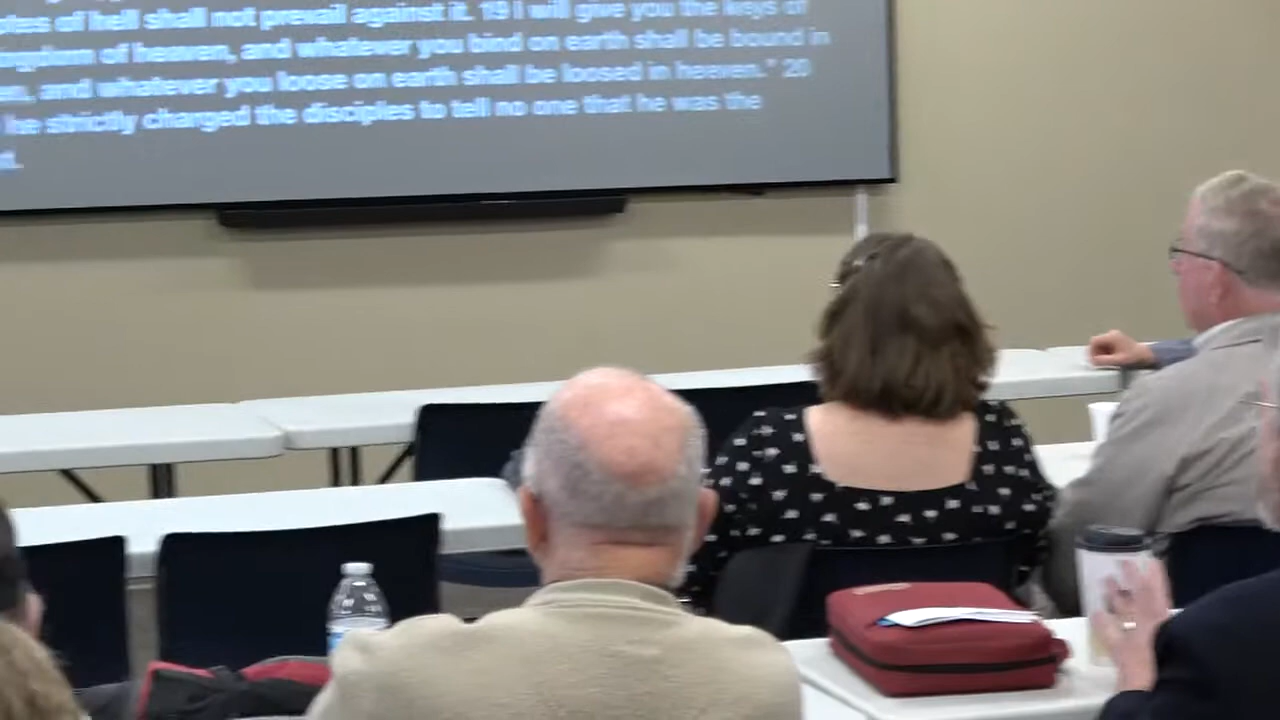 of hell shall not prevail against it. 19 I will give you the keys of
of heaven, and whatever you bind on earth shall be bound in
and whatever you loose on earth shall be loosed in heaven." 20
he strictly charged the disciples to tell no one that he was the